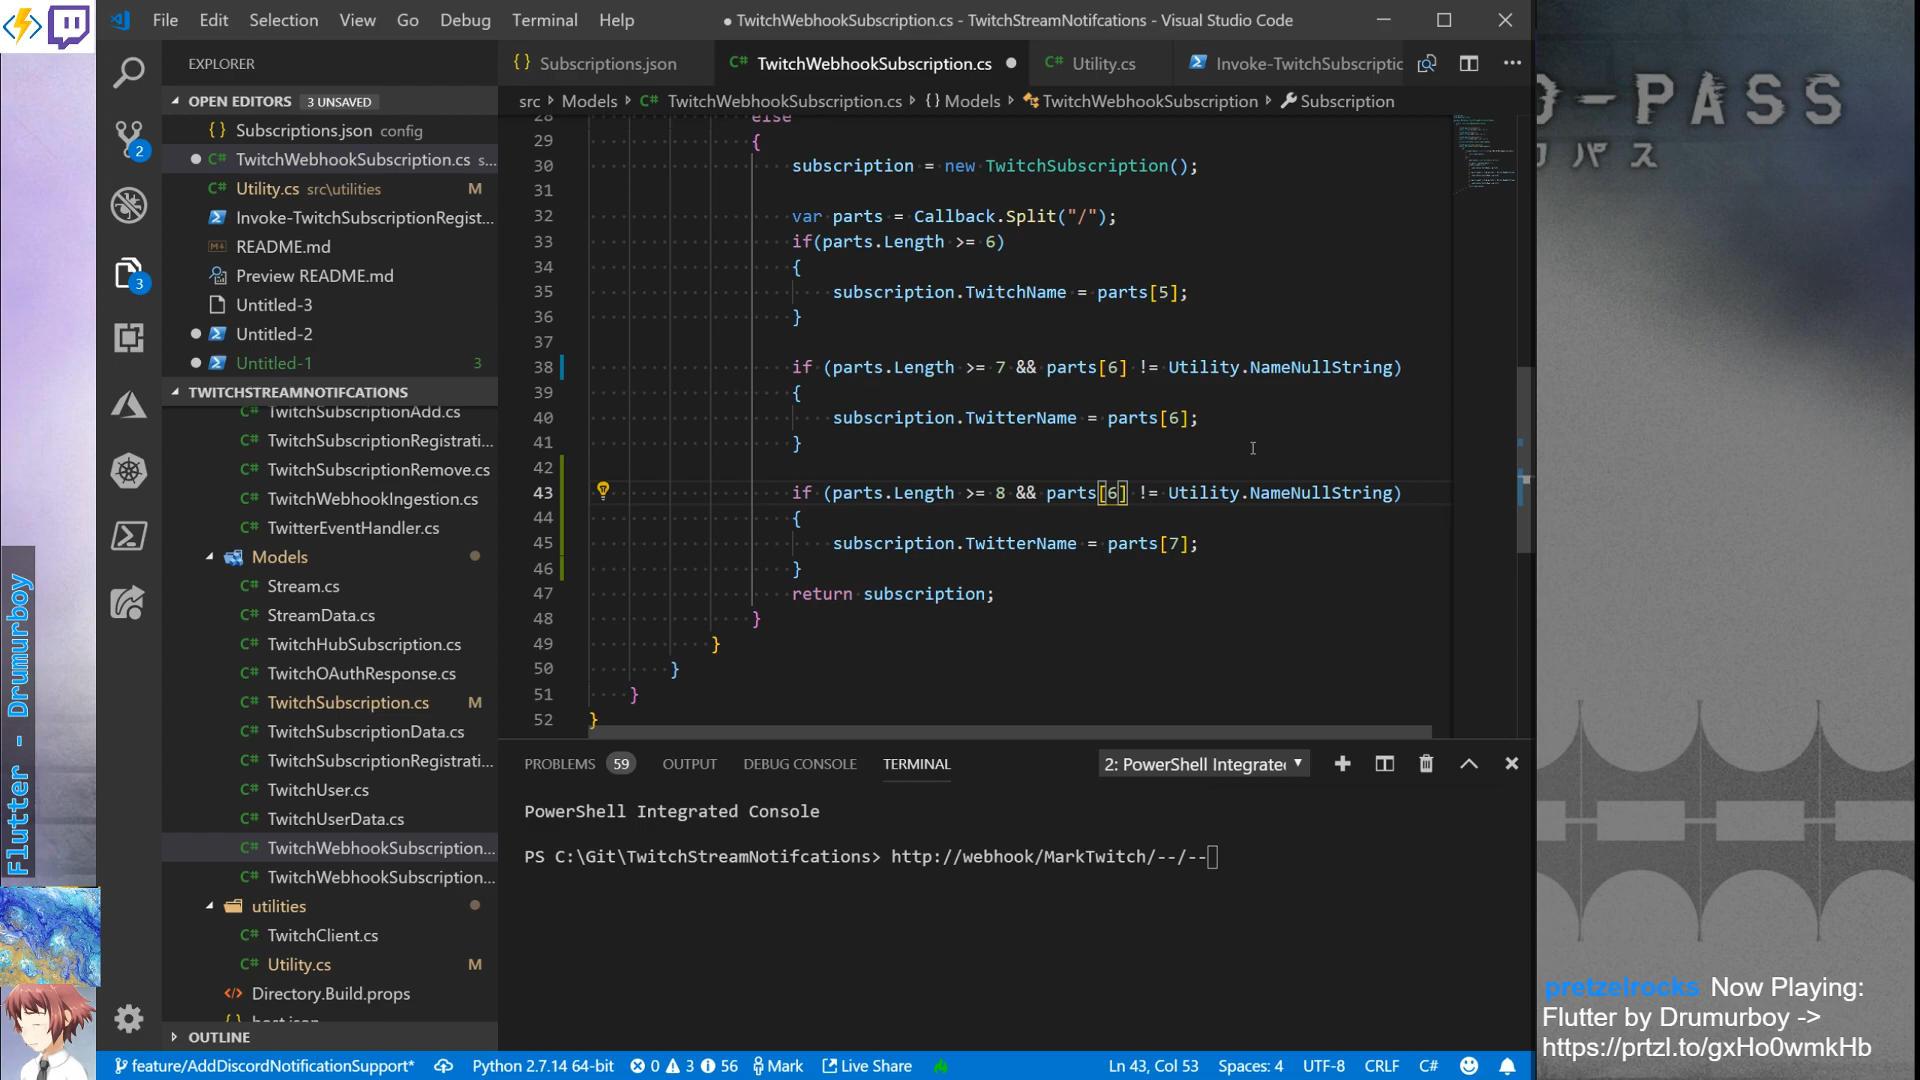 File Edit Selection View Go Debug Terminal Help
● TwitchWebhookSubscription.cs - TwitchStreamNotifcations - Visual Studio Code
EXPLORER
OPEN EDITORS 3 UNSAVED
{} Subscriptions.json config
● C# TwitchWebhookSubscription.cs s...
C# Utility.cs src\utilities M
Invoke-TwitchSubscriptionRegist...
README.md
Preview README.md
Untitled-3
● Untitled-2
● Untitled-1 3
TWITCHSTREAMNOTIFCATIONS
C# TwitchSubscriptionAdd.cs
C# TwitchSubscriptionRegistrati...
C# TwitchSubscriptionRemove.cs
C# TwitchWebhookIngestion.cs
C# TwitterEventHandler.cs
Models
C# Stream.cs
C# StreamData.cs
C# TwitchHubSubscription.cs
C# TwitchOAuthResponse.cs
C# TwitchSubscription.cs M
C# TwitchSubscriptionData.cs
C# TwitchSubscriptionRegistrati...
C# TwitchUser.cs
C# TwitchUserData.cs
C# TwitchWebhookSubscription...
C# TwitchWebhookSubscription...
utilities
C# TwitchClient.cs
C# Utility.cs M
Directory.Build.props
host.json
OUTLINE
2
3
{} Subscriptions.json
C# TwitchWebhookSubscription.cs ●
C# Utility.cs
Invoke-TwitchSubscriptic
src > Models > C# TwitchWebhookSubscription.cs > {} Models > TwitchWebhookSubscription > Subscription
28 else
29 {
30 subscription = new TwitchSubscription();
31
32 var parts = Callback.Split("/");
33 if(parts.Length >= 6)
34 {
35 subscription.TwitchName = parts[5];
36 }
37
38 if (parts.Length >= 7 && parts[6] != Utility.NameNullString)
39 {
40 subscription.TwitterName = parts[6];
41 }
42
43 if (parts.Length >= 8 && parts[6] != Utility.NameNullString)
44 {
45 subscription.TwitterName = parts[7];
46 }
47 return subscription;
48 }
49 }
50 }
51 }
52 }
PROBLEMS 59 OUTPUT DEBUG CONSOLE TERMINAL
2: PowerShell Integrate
PowerShell Integrated Console
PS C:\Git\TwitchStreamNotifcations> http://webhook/MarkTwitch/--/--
feature/AddDiscordNotificationSupport* Python 2.7.14 64-bit 0 3 56 Mark Live Share
Ln 43, Col 53 Spaces: 4 UTF-8 CRLF C#
Flutter - Drumurboy
O-PASS
パス
pretzelrocks Now Playing:
Flutter by Drumurboy ->
https://prtzl.to/gxHo0wmkHb